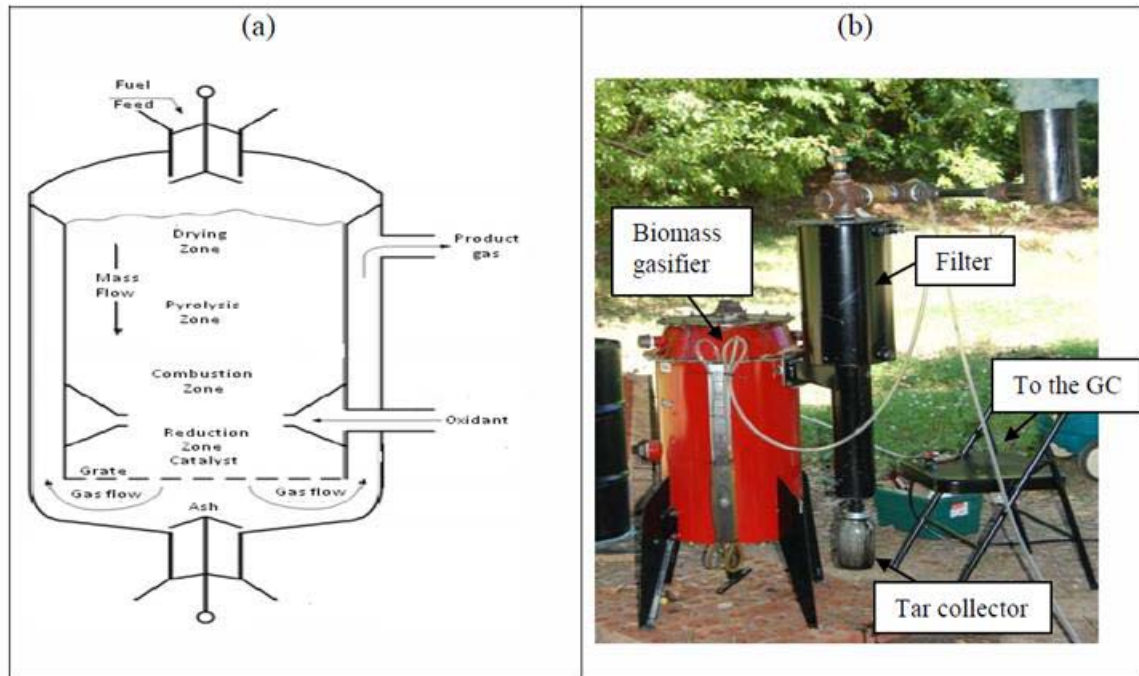 (a)
Fuel
Feed
Drying
Zone
Product
gas
Mass
Flow
Pyrolysis
Zone
Combustion
Zone
Oxidant
Reduction
Zone
Catalyst
Grate
Gas flow
Gas flow
Ash
(b)
Biomass
gasifier
Filter
To the GC
Tar collector